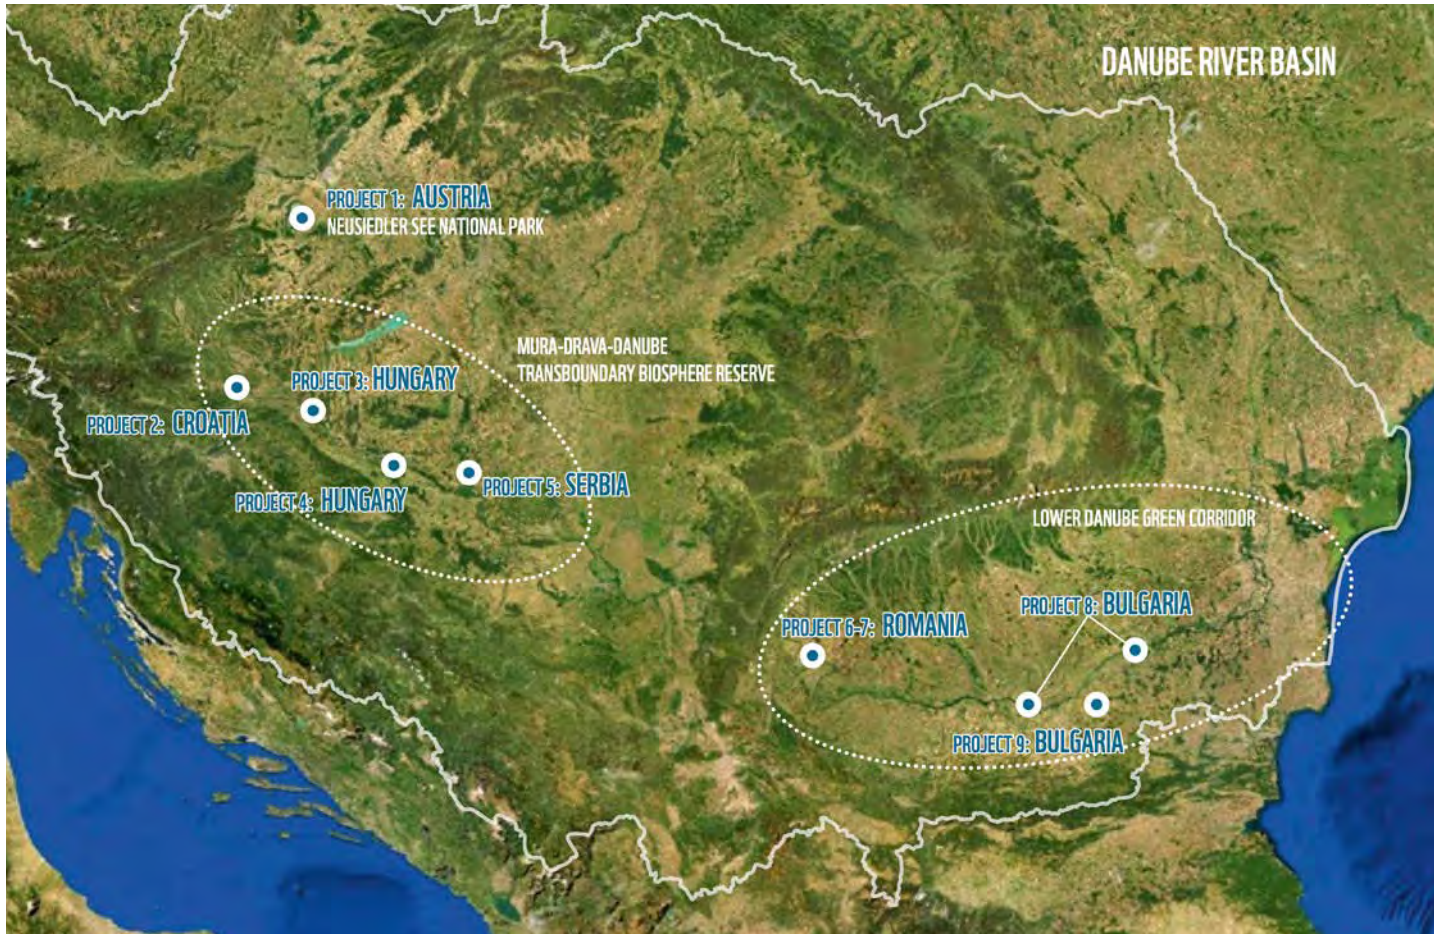 DANUBE RIVER BASIN
PROJECT 1: AUSTRIA
NEUSIEDLER SEE NATIONAL PARK
MURA-DRAVA-DANUBE
TRANSBOUNDARY BIOSPHERE RESERVE
PROJECT 3: HUNGARY
PROJECT 2: CROATIA
PROJECT 4: HUNGARY
PROJECT 5: SERBIA
LOWER DANUBE GREEN CORRIDOR
PROJECT 6-7: ROMANIA
PROJECT 8: BULGARIA
PROJECT 9: BULGARIA